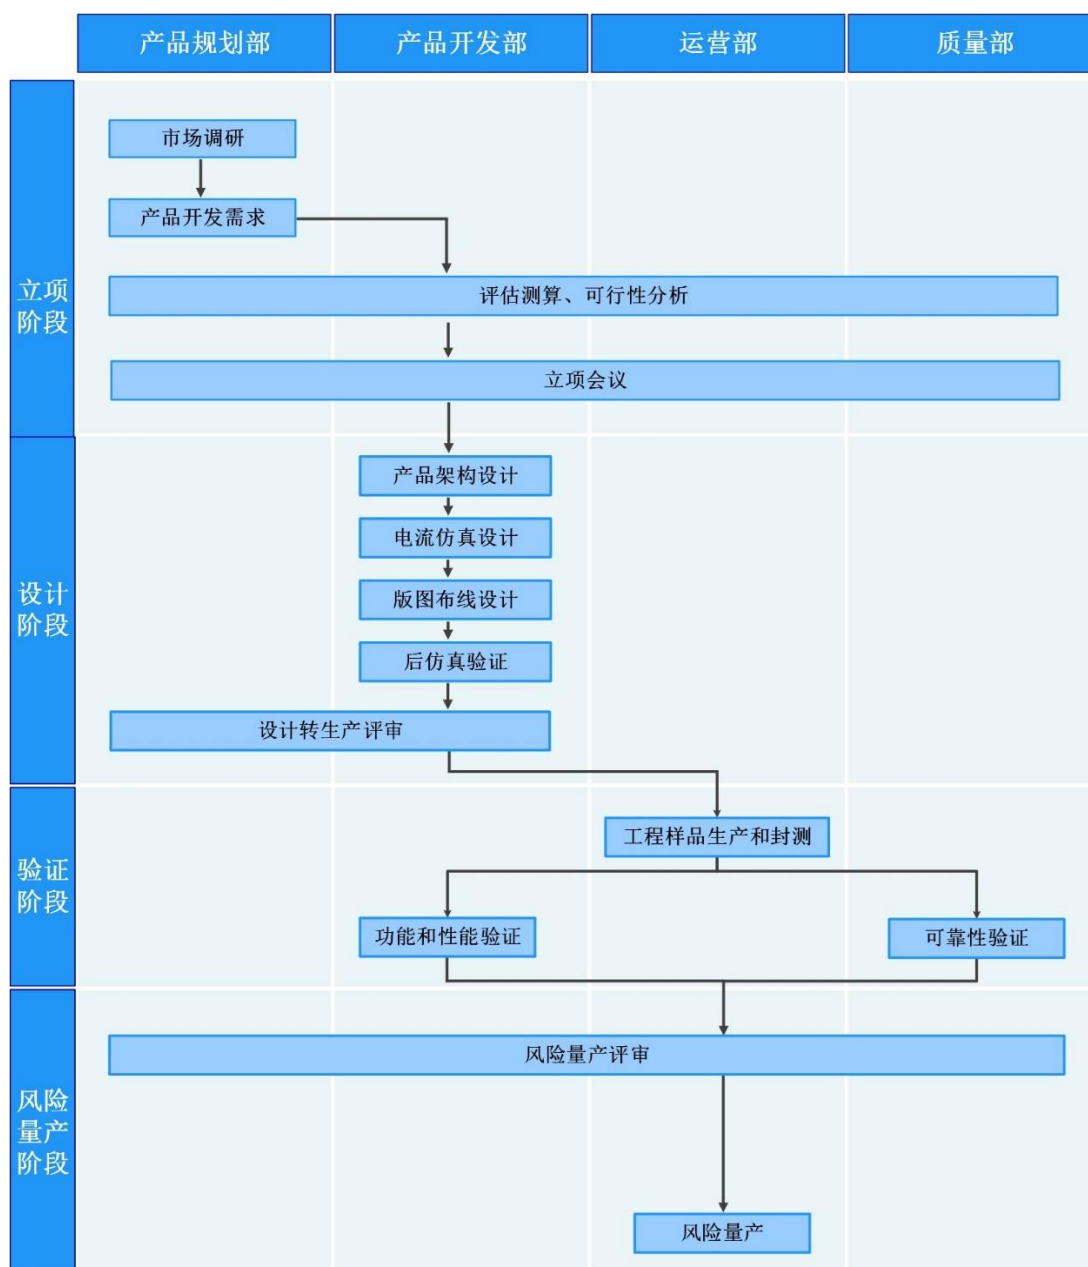 产品规划部
产品开发部
运营部
质量部
立项
阶段
市场调研
产品开发需求
评估测算、可行性分析
立项会议
设计
阶段
产品架构设计
电流仿真设计
版图布线设计
后仿真验证
设计转生产评审
验证
阶段
工程样品生产和封测
功能和性能验证
可靠性验证
风险
量产
阶段
风险量产评审
风险量产